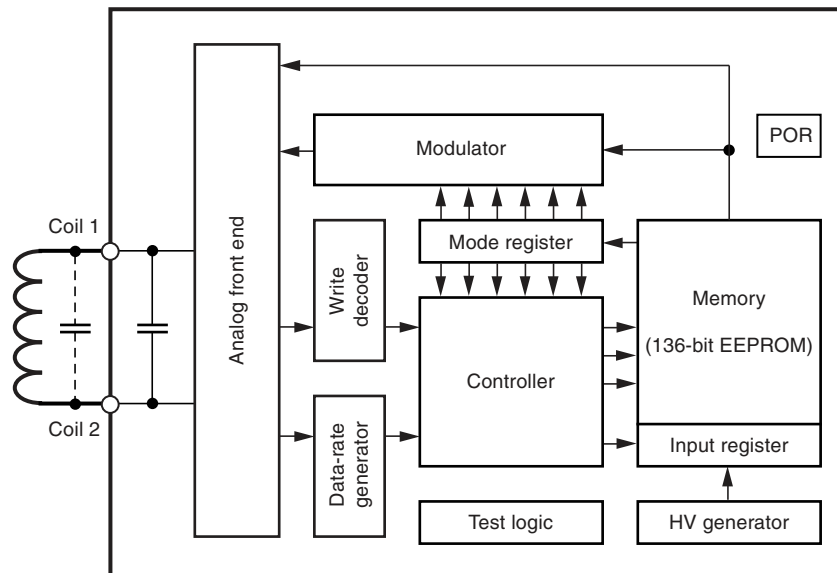 POR
Modulator
Coil 1
Mode register
Analog front end
Write
decoder
Memory
(136-bit EEPROM)
Controller
Coil 2
Data-rate
generator
Input register
Test logic
HV generator